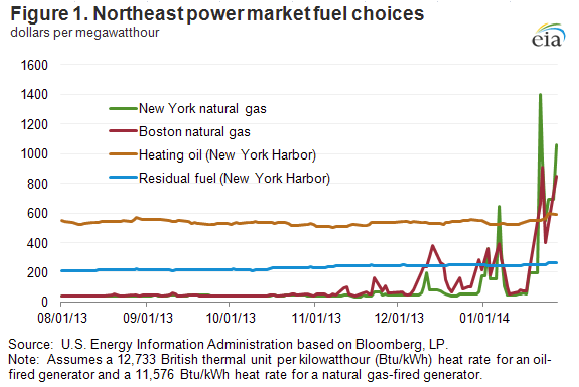 Figure 1. Northeast power market fuel choices
dollars per megawatthour
eia
1600
1400
1200
1000
800
600
400
200
0
New York natural gas
Boston natural gas
Heating oil (New York Harbor)
Residual fuel (New York Harbor)
08/01/13 09/01/13 10/01/13 11/01/13 12/01/13 01/01/14
Source: U.S. Energy Information Administration based on Bloomberg, LP.
Note: Assumes a 12,733 British thermal unit per kilowatthour (Btu/kWh) heat rate for an oil-
fired generator and a 11,576 Btu/kWh heat rate for a natural gas-fired generator.